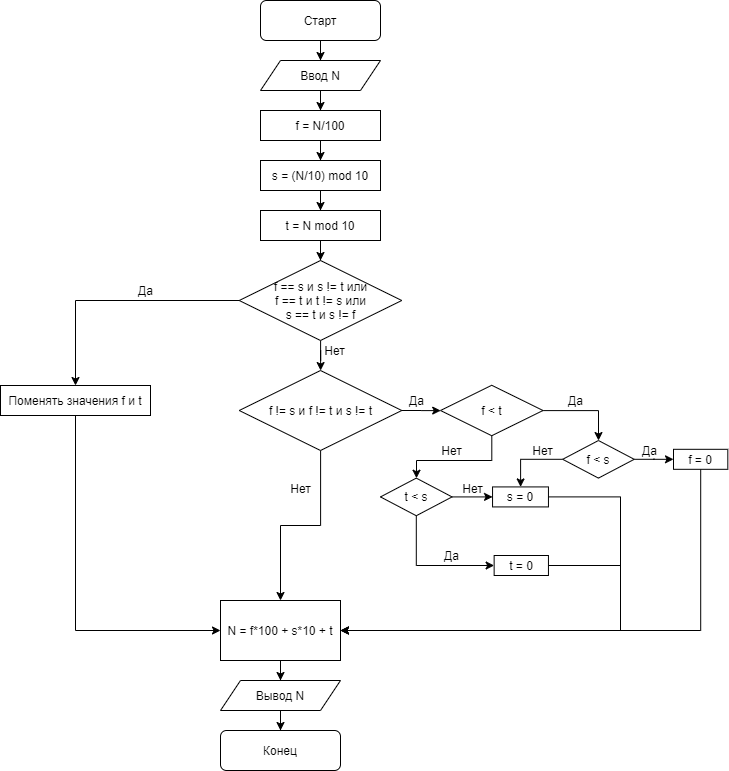 Старт
Ввод N
f = N/100
s = (N/10) mod 10
t = N mod 10
f == s и s != t или
f == t и t != s или
s == t и s != f
Да
Нет
Поменять значения f и t
f != s и f != t и s != t
Да
f < t
Да
Нет
f < s
Нет
Да
f = 0
t < s
Нет
s = 0
Нет
Да
t = 0
N = f*100 + s*10 + t
Вывод N
Конец